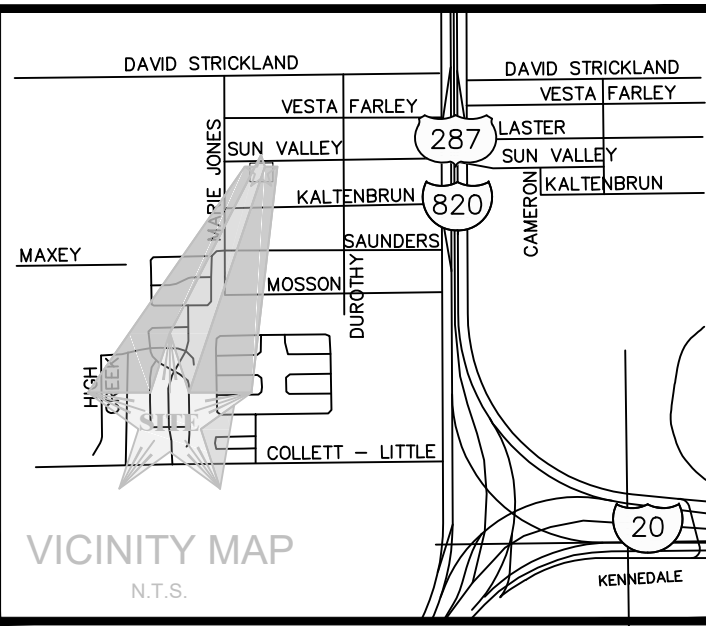 DAVID STRICKLAND
DAVID STRICKLAND
VESTA FARLEY
VESTA FARLEY
287
LASTER
MARIE JONES
SUN VALLEY
SUN VALLEY
KALTENBRUN
KALTENBRUN
820
CAMERON
SAUNDERS
MAXEY
MOSSON
DUROTHY
HIGH CREEK
SITE
COLLETT - LITTLE
20
VICINITY MAP
N.T.S.
KENNEDALE